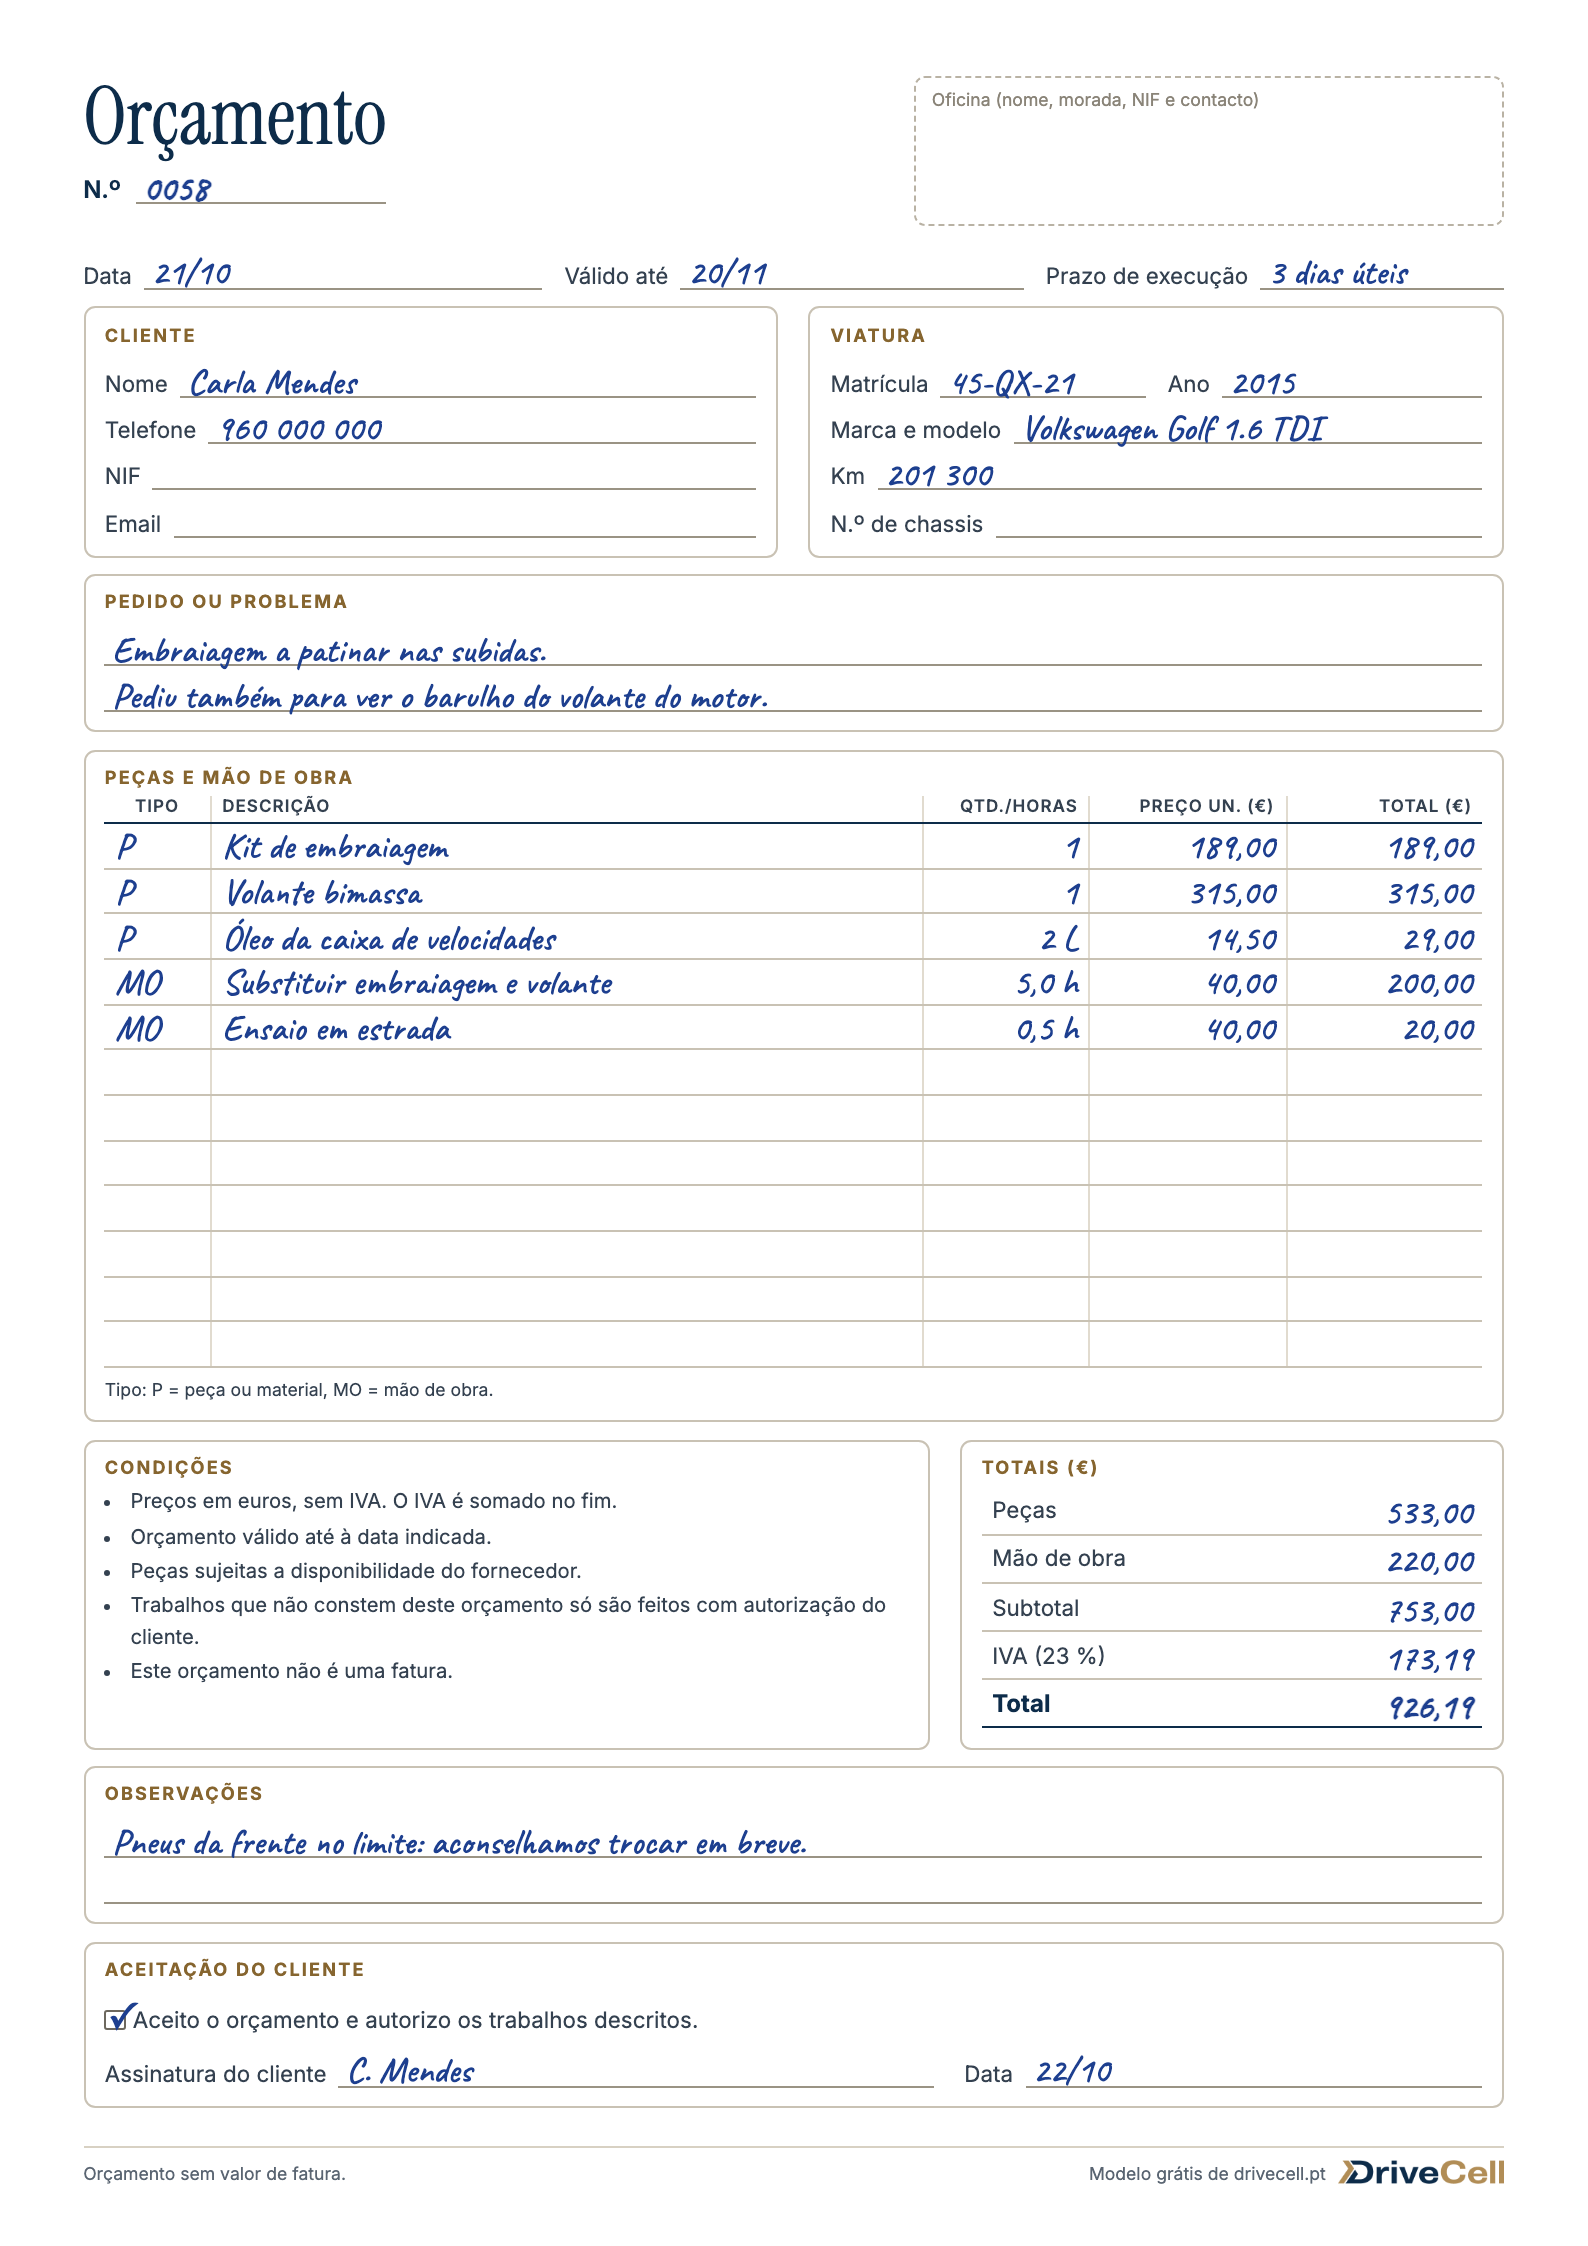 Orçamento
Oficina (nome, morada, NIF e contacto)
N.º 0058
Data 21/10 Válido até 20/11 Prazo de execução 3 dias úteis
CLIENTE
Nome Carla Mendes
Telefone 960 000 000
NIF
Email
VIATURA
Matrícula 45-QX-21 Ano 2015
Marca e modelo Volkswagen Golf 1.6 TDI
Km 201 300
N.º de chassis
PEDIDO OU PROBLEMA
Embraiagem a patinar nas subidas.
Pediu também para ver o barulho do volante do motor.
PEÇAS E MÃO DE OBRA
TIPO DESCRIÇÃO QTD./HORAS PREÇO UN. (€) TOTAL (€)
P Kit de embraiagem 1 189,00 189,00
P Volante bimassa 1 315,00 315,00
P Óleo da caixa de velocidades 2 L 14,50 29,00
MO Substituir embraiagem e volante 5,0 h 40,00 200,00
MO Ensaio em estrada 0,5 h 40,00 20,00
Tipo: P = peça ou material, MO = mão de obra.
CONDIÇÕES
• Preços em euros, sem IVA. O IVA é somado no fim.
• Orçamento válido até à data indicada.
• Peças sujeitas a disponibilidade do fornecedor.
• Trabalhos que não constem deste orçamento só são feitos com autorização do
cliente.
• Este orçamento não é uma fatura.
TOTAIS (€)
Peças 533,00
Mão de obra 220,00
Subtotal 753,00
IVA (23 %) 173,19
Total 926,19
OBSERVAÇÕES
Pneus da frente no limite: aconselhamos trocar em breve.
ACEITAÇÃO DO CLIENTE
Aceito o orçamento e autorizo os trabalhos descritos.
Assinatura do cliente C. Mendes Data 22/10
Orçamento sem valor de fatura.
Modelo grátis de drivecell.pt DriveCell